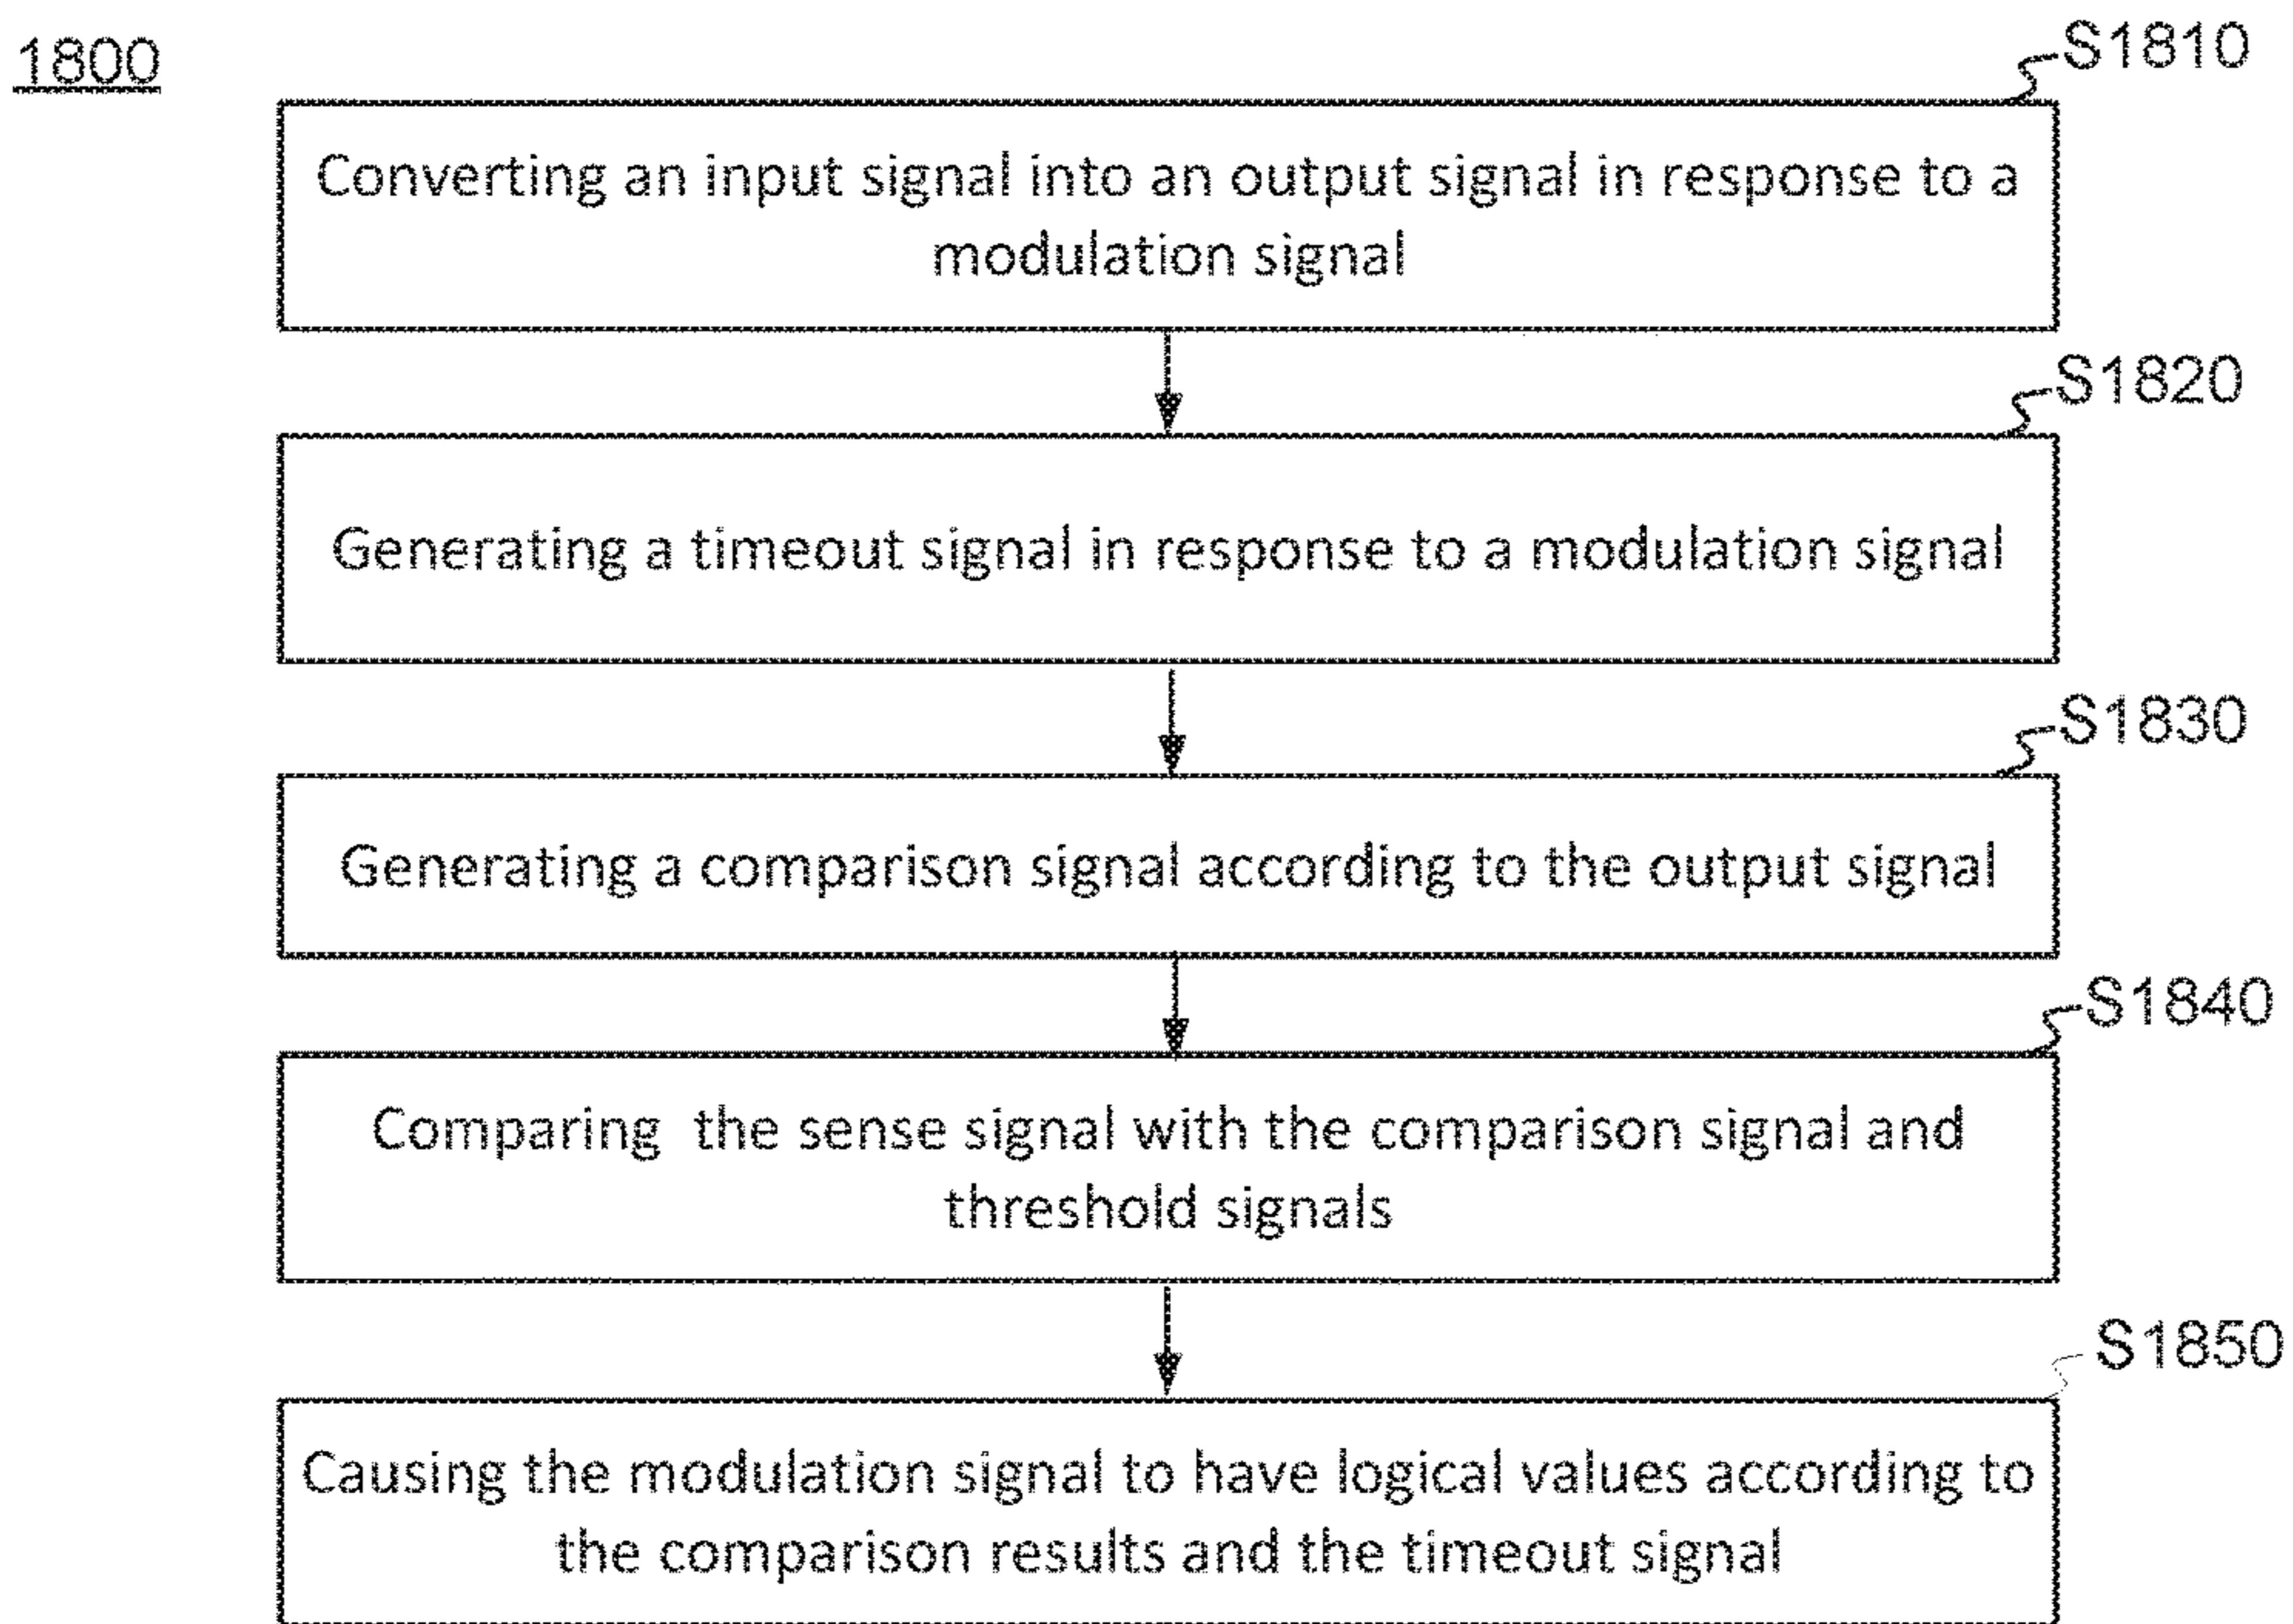 1800
S1810
Converting an input signal into an output signal in response to a
modulation signal
S1820
Generating a timeout signal in response to a modulation signal
S1830
Generating a comparison signal according to the output signal
S1840
Comparing the sense signal with the comparison signal and
threshold signals
S1850
Causing the modulation signal to have logical values according to
the comparison results and the timeout signal